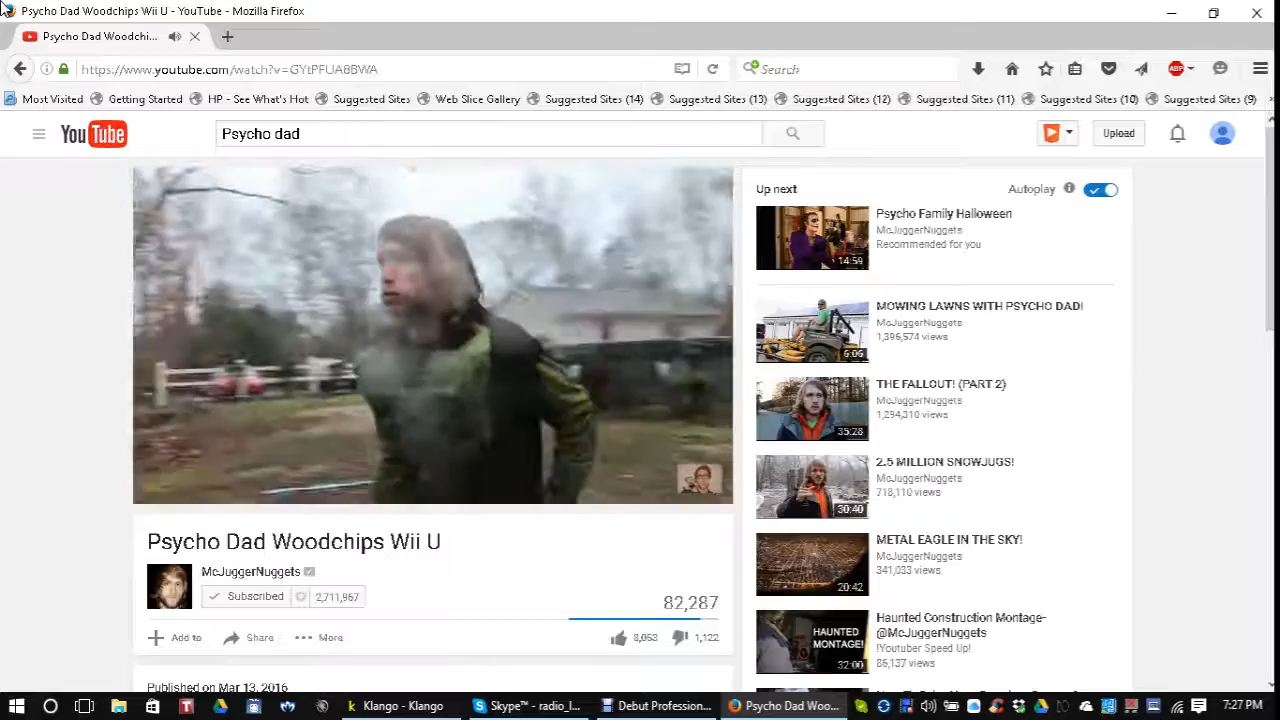 Psycho Dad Woodchips Wii U - YouTube - Mozilla Firefox
Psycho Dad Woodchi...
https://www.youtube.com/watch?v=GYtPFUA8BWA
Search
ABP
Most Visited Getting Started HP - See What's Hot Suggested Sites Web Slice Gallery Suggested Sites (14) Suggested Sites (13) Suggested Sites (12) Suggested Sites (11) Suggested Sites (10) Suggested Sites (9)
YouTube
Psycho dad
Upload
Up next
Autoplay
Psycho Family Halloween
McJuggerNuggets
Recommended for you
14:59
MOWING LAWNS WITH PSYCHO DAD!
McJuggerNuggets
1,396,574 views
6:06
THE FALLOUT! (PART 2)
McJuggerNuggets
1,294,310 views
35:28
2.5 MILLION SNOWJUGS!
McJuggerNuggets
718,110 views
30:40
METAL EAGLE IN THE SKY!
McJuggerNuggets
341,033 views
20:42
Haunted Construction Montage-
@McJuggerNuggets
!Youtuber Speed Up!
86,137 views
HAUNTED
MONTAGE!
32:00
Psycho Dad Woodchips Wii U
McJuggerNuggets
Subscribed 2,711,967
82,287
Add to Share More
8,053 1,122
Published on Mar 13, 2016
Klango - Klango
Skype™ - radio_l...
Debut Profession...
Psycho Dad Woo...
7:27 PM